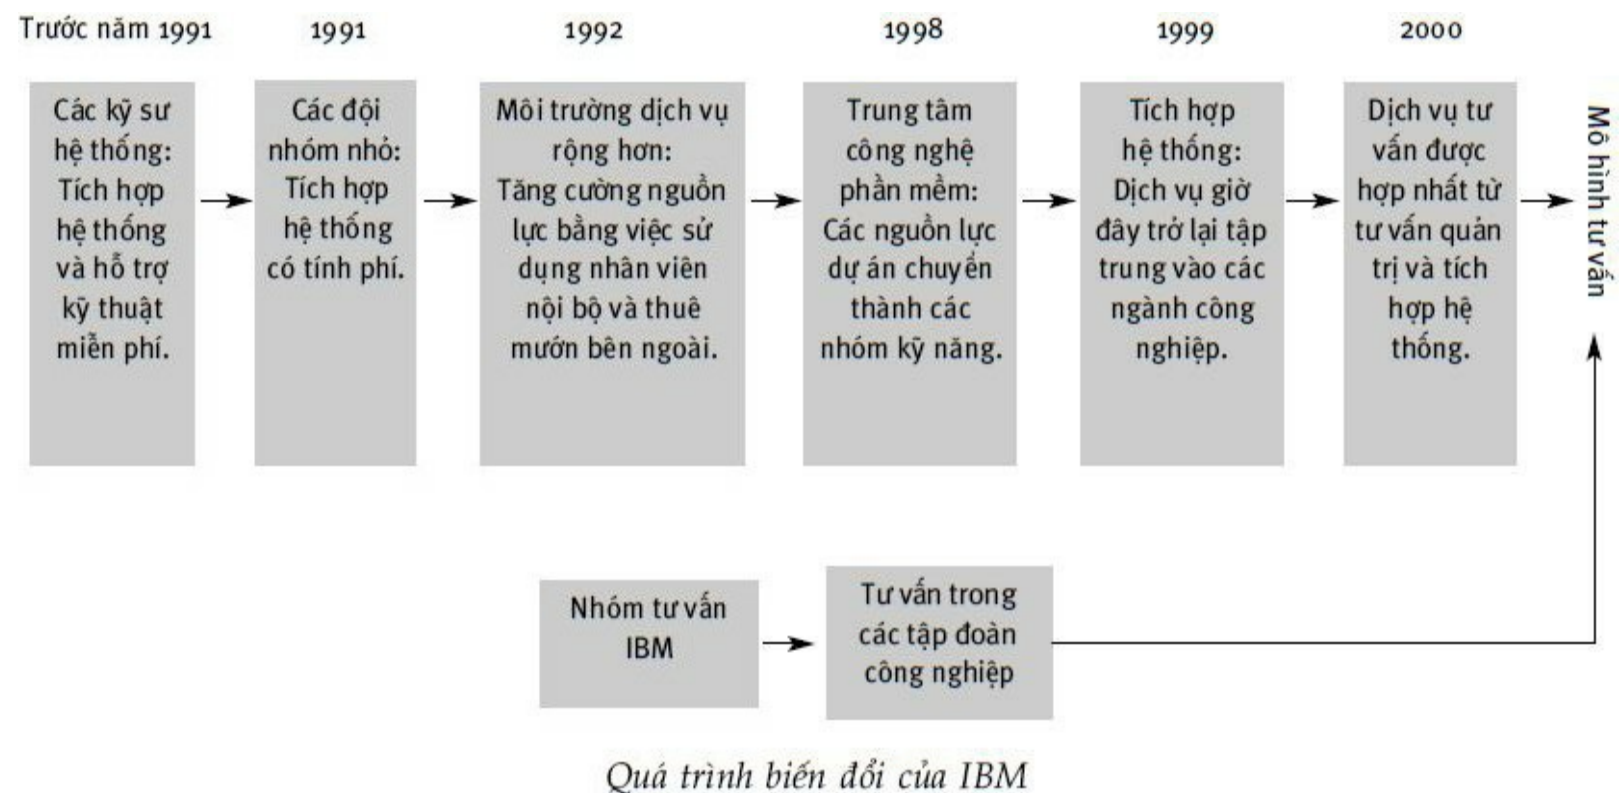 Trước năm 1991
1991
1992
1998
1999
2000
Các kỹ sư
hệ thống:
Tích hợp
hệ thống
và hỗ trợ
kỹ thuật
miễn phí.
Các đội
nhóm nhỏ:
Tích hợp
hệ thống
có tính phí.
Môi trường dịch vụ
rộng hơn:
Tăng cường nguồn
lực bằng việc sử
dụng nhân viên
nội bộ và thuê
mướn bên ngoài.
Trung tâm
công nghệ
phần mềm:
Các nguồn lực
dự án chuyển
thành các
nhóm kỹ năng.
Tích hợp
hệ thống:
Dịch vụ giờ
đây trở lại tập
trung vào các
ngành công
nghiệp.
Dịch vụ tư
vấn được
hợp nhất từ
tư vấn quản
trị và tích
hợp hệ
thống.
Mô hình tư vấn
Nhóm tư vấn
IBM
Tư vấn trong
các tập đoàn
công nghiệp
Quá trình biến đổi của IBM